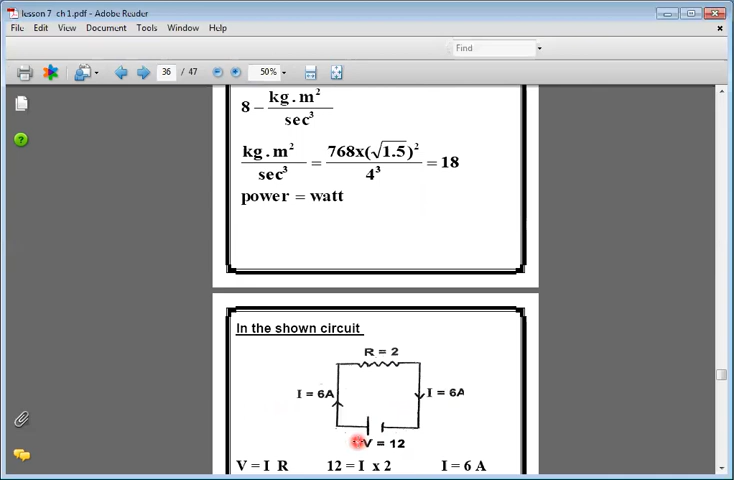 lesson 7 ch 1.pdf - Adobe Reader
File Edit View Document Tools Window Help
Find
36 / 47
50%
8 – kg . m²
sec³
kg . m² / sec³ = 768x(√1.5)² / 4³ = 18
power = watt
In the shown circuit
R = 2
I = 6A
I = 6A
V = 12
V = I R 12 = I x 2 I = 6 A